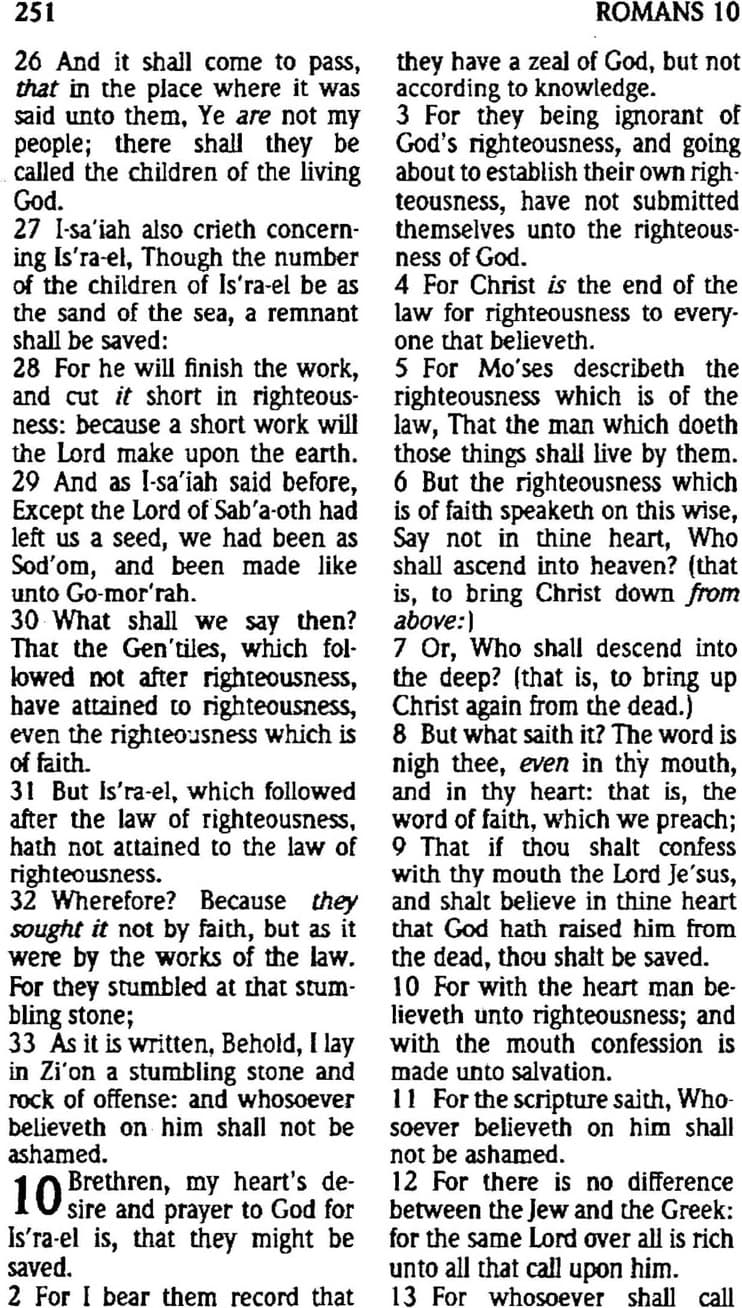 251
ROMANS 10
26 And it shall come to pass,
that in the place where it was
said unto them, Ye are not my
people; there shall they be
called the children of the living
God.
27 I-sa'iah also crieth concern-
ing Is'ra-el, Though the number
of the children of Is'ra-el be as
the sand of the sea, a remnant
shall be saved:
28 For he will finish the work,
and cut it short in righteous-
ness: because a short work will
the Lord make upon the earth.
29 And as I-sa'iah said before,
Except the Lord of Sab'a-oth had
left us a seed, we had been as
Sod'om, and been made like
unto Go-mor'rah.
30 What shall we say then?
That the Gen'tiles, which fol-
lowed not after righteousness,
have attained to righteousness,
even the righteousness which is
of faith.
31 But Is'ra-el, which followed
after the law of righteousness,
hath not attained to the law of
righteousness.
32 Wherefore? Because they
sought it not by faith, but as it
were by the works of the law.
For they stumbled at that stum-
bling stone;
33 As it is written, Behold, I lay
in Zi'on a stumbling stone and
rock of offense: and whosoever
believeth on him shall not be
ashamed.
10 Brethren, my heart's de-
sire and prayer to God for
Is'ra-el is, that they might be
saved.
2 For I bear them record that
they have a zeal of God, but not
according to knowledge.
3 For they being ignorant of
God's righteousness, and going
about to establish their own righ-
teousness, have not submitted
themselves unto the righteous-
ness of God.
4 For Christ is the end of the
law for righteousness to every-
one that believeth.
5 For Mo'ses describeth the
righteousness which is of the
law, That the man which doeth
those things shall live by them.
6 But the righteousness which
is of faith speaketh on this wise,
Say not in thine heart, Who
shall ascend into heaven? (that
is, to bring Christ down from
above:)
7 Or, Who shall descend into
the deep? (that is, to bring up
Christ again from the dead.)
8 But what saith it? The word is
nigh thee, even in thy mouth,
and in thy heart: that is, the
word of faith, which we preach;
9 That if thou shalt confess
with thy mouth the Lord Je'sus,
and shalt believe in thine heart
that God hath raised him from
the dead, thou shalt be saved.
10 For with the heart man be-
lieveth unto righteousness; and
with the mouth confession is
made unto salvation.
11 For the scripture saith, Who-
soever believeth on him shall
not be ashamed.
12 For there is no difference
between the Jew and the Greek:
for the same Lord over all is rich
unto all that call upon him.
13 For whosoever shall call